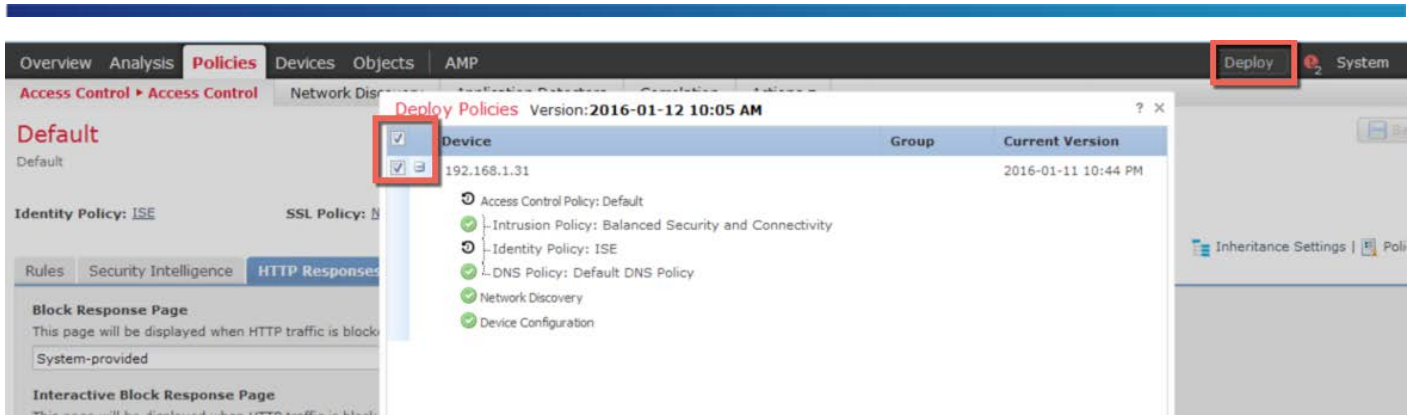 Overview Analysis Policies Devices Objects AMP Deploy 2 System
Access Control ▸ Access Control Network
Deploy Policies Version:2016-01-12 10:05 AM ? ×
Default
Default
Device Group Current Version
192.168.1.31 2016-01-11 10:44 PM
Access Control Policy: Default
Identity Policy: ISE SSL Policy:
Intrusion Policy: Balanced Security and Connectivity
Identity Policy: ISE
DNS Policy: Default DNS Policy
Inheritance Settings |
Rules Security Intelligence HTTP Responses
Network Discovery
Device Configuration
Block Response Page
This page will be displayed when HTTP traffic is
System-provided
Interactive Block Response Page